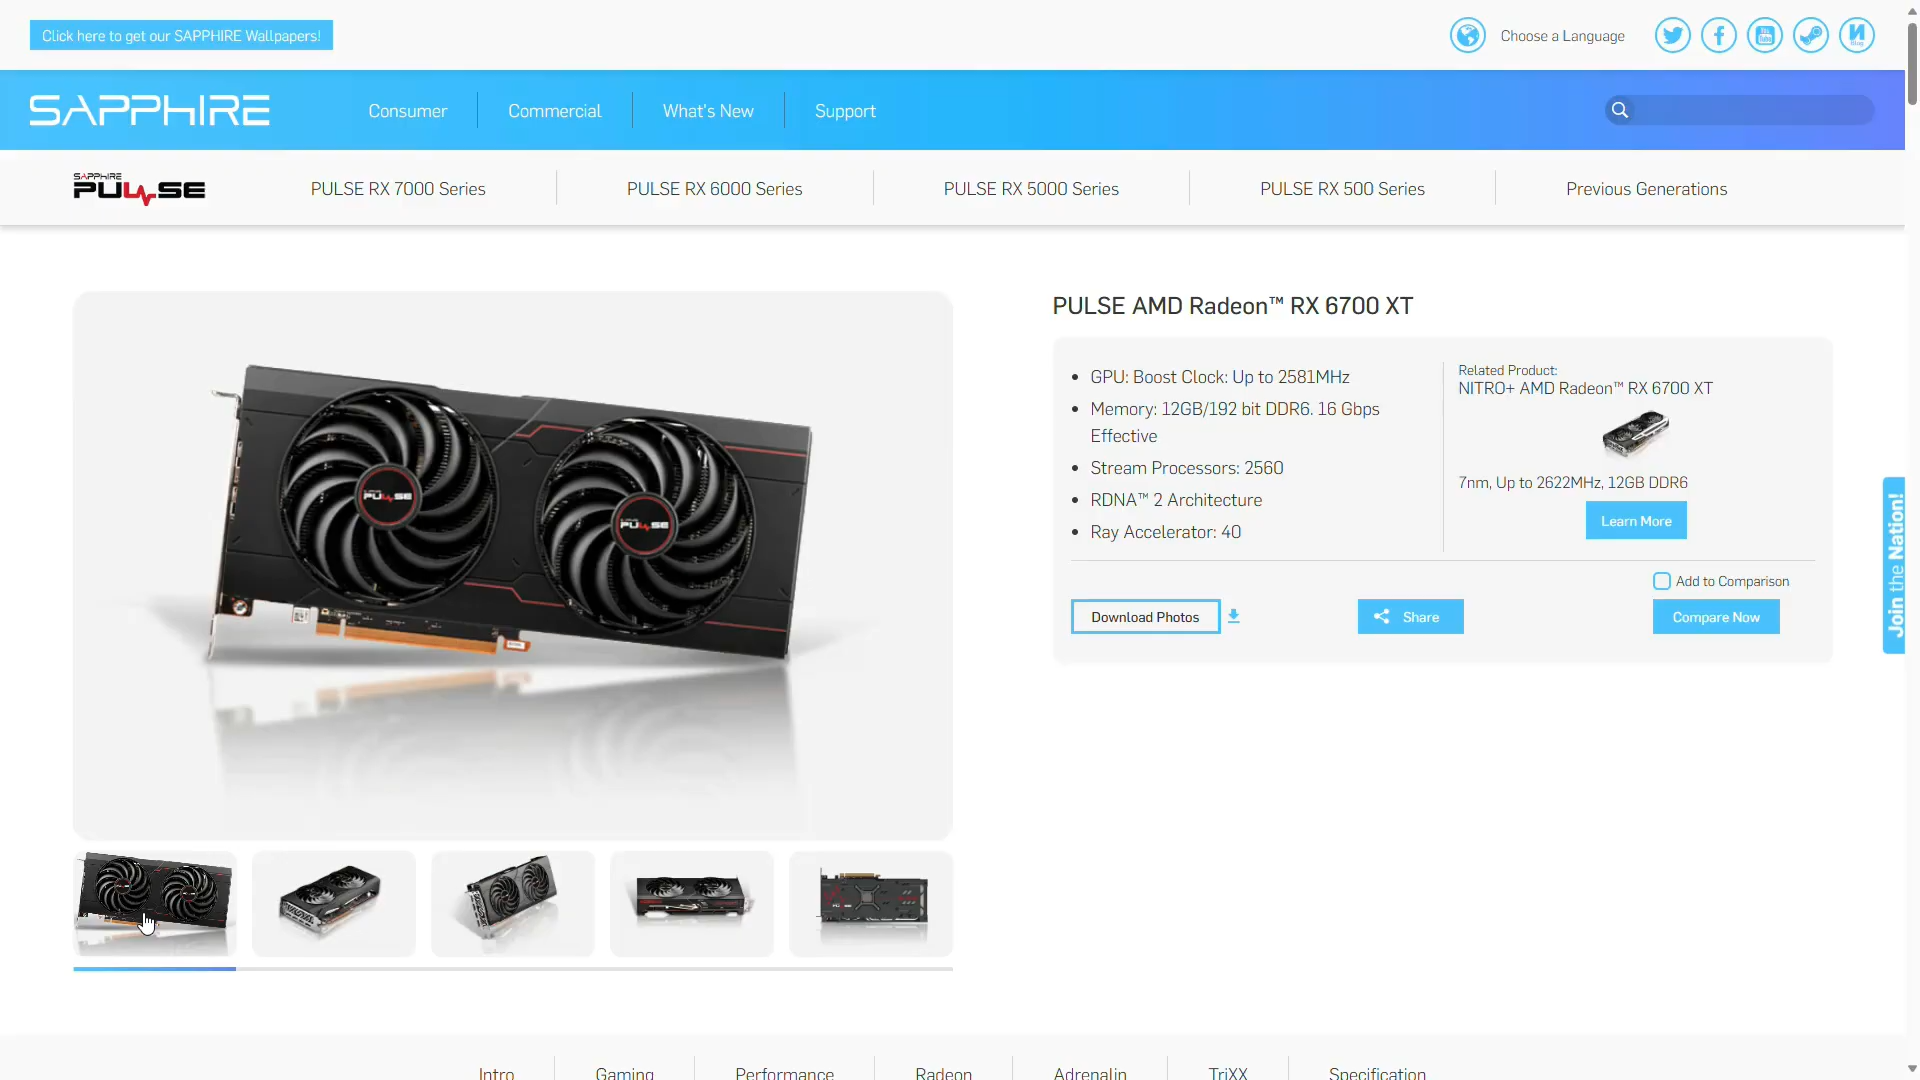 Click here to get our SAPPHIRE Wallpapers!
Choose a Language
SAPPHIRE
Consumer
Commercial
What's New
Support
SAPPHIRE
PULSE
PULSE RX 7000 Series
PULSE RX 6000 Series
PULSE RX 5000 Series
PULSE RX 500 Series
Previous Generations
PULSE
PULSE
PULSE AMD Radeon™ RX 6700 XT
GPU: Boost Clock: Up to 2581MHz
Memory: 12GB/192 bit DDR6. 16 Gbps
Effective
Stream Processors: 2560
RDNA™ 2 Architecture
Ray Accelerator: 40
Related Product:
NITRO+ AMD Radeon™ RX 6700 XT
7nm, Up to 2622MHz, 12GB DDR6
Learn More
Add to Comparison
Download Photos
Share
Compare Now
Join the Nation!
Intro
Gaming
Performance
Radeon
Adrenalin
TriXX
Specification